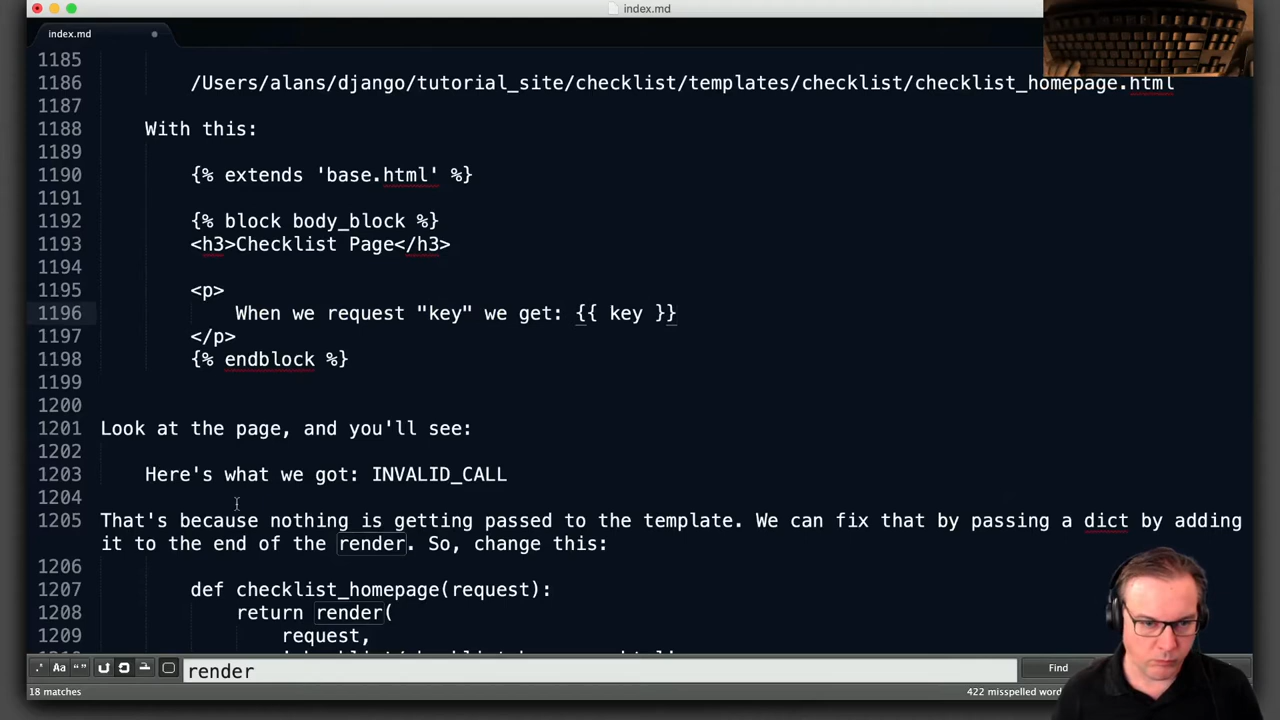 index.md
index.md
1185
1186 /Users/alans/django/tutorial_site/checklist/templates/checklist/checklist_homepage.html
1187
1188 With this:
1189
1190 {% extends 'base.html' %}
1191
1192 {% block body_block %}
1193 <h3>Checklist Page</h3>
1194
1195 <p>
1196 When we request "key" we get: {{ key }}
1197 </p>
1198 {% endblock %}
1199
1200
1201 Look at the page, and you'll see:
1202
1203 Here's what we got: INVALID_CALL
1204
1205 That's because nothing is getting passed to the template. We can fix that by passing a dict by adding
it to the end of the render. So, change this:
1206
1207 def checklist_homepage(request):
1208 return render(
1209 request,
.* Aa “” render Find
18 matches 422 misspelled